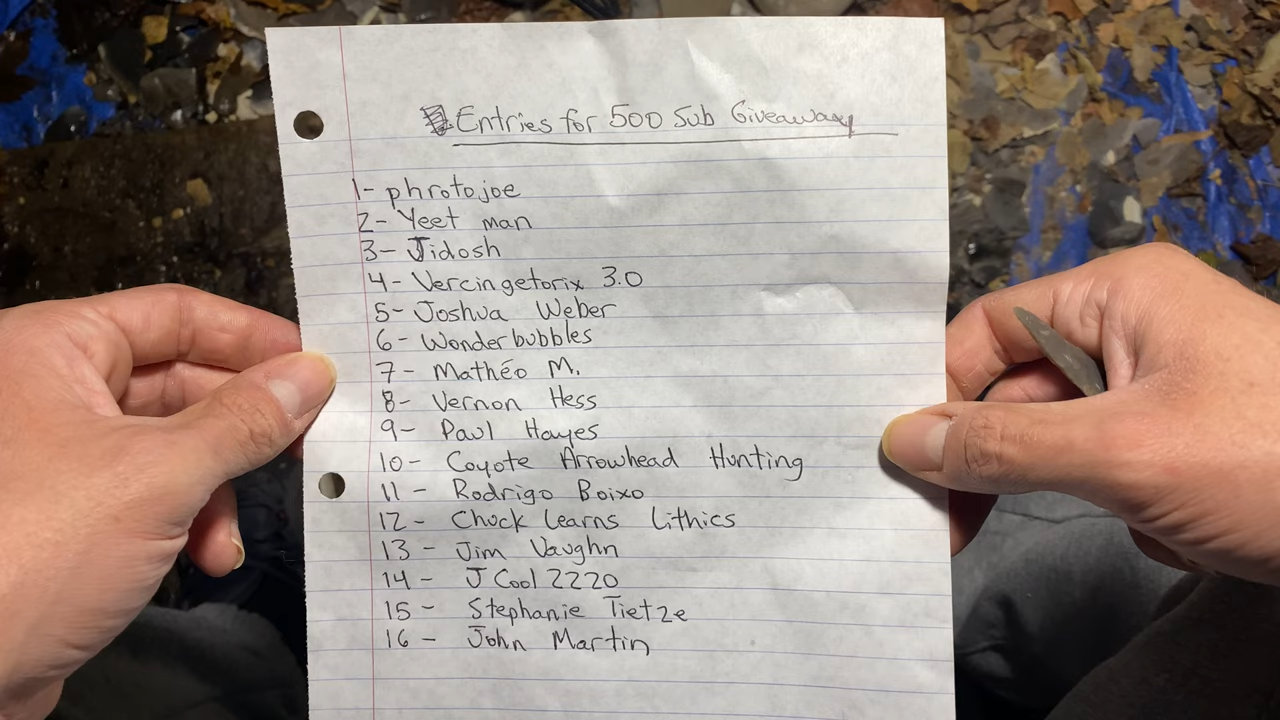 Entries for 500 Sub Giveaway
1- phrotojoe
2- Yeet man
3- Jidosh
4- Vercingetorix 3.0
5- Joshua Weber
6- Wonderbubbles
7- Mathéo M.
8- Vernon Hess
9- Paul Hayes
10- Coyote Arrowhead Hunting
11- Rodrigo Boixo
12- Chuck Learns Lithics
13- Jim Vaughn
14- J Cool 2220
15- Stephanie Tietze
16- John Martin